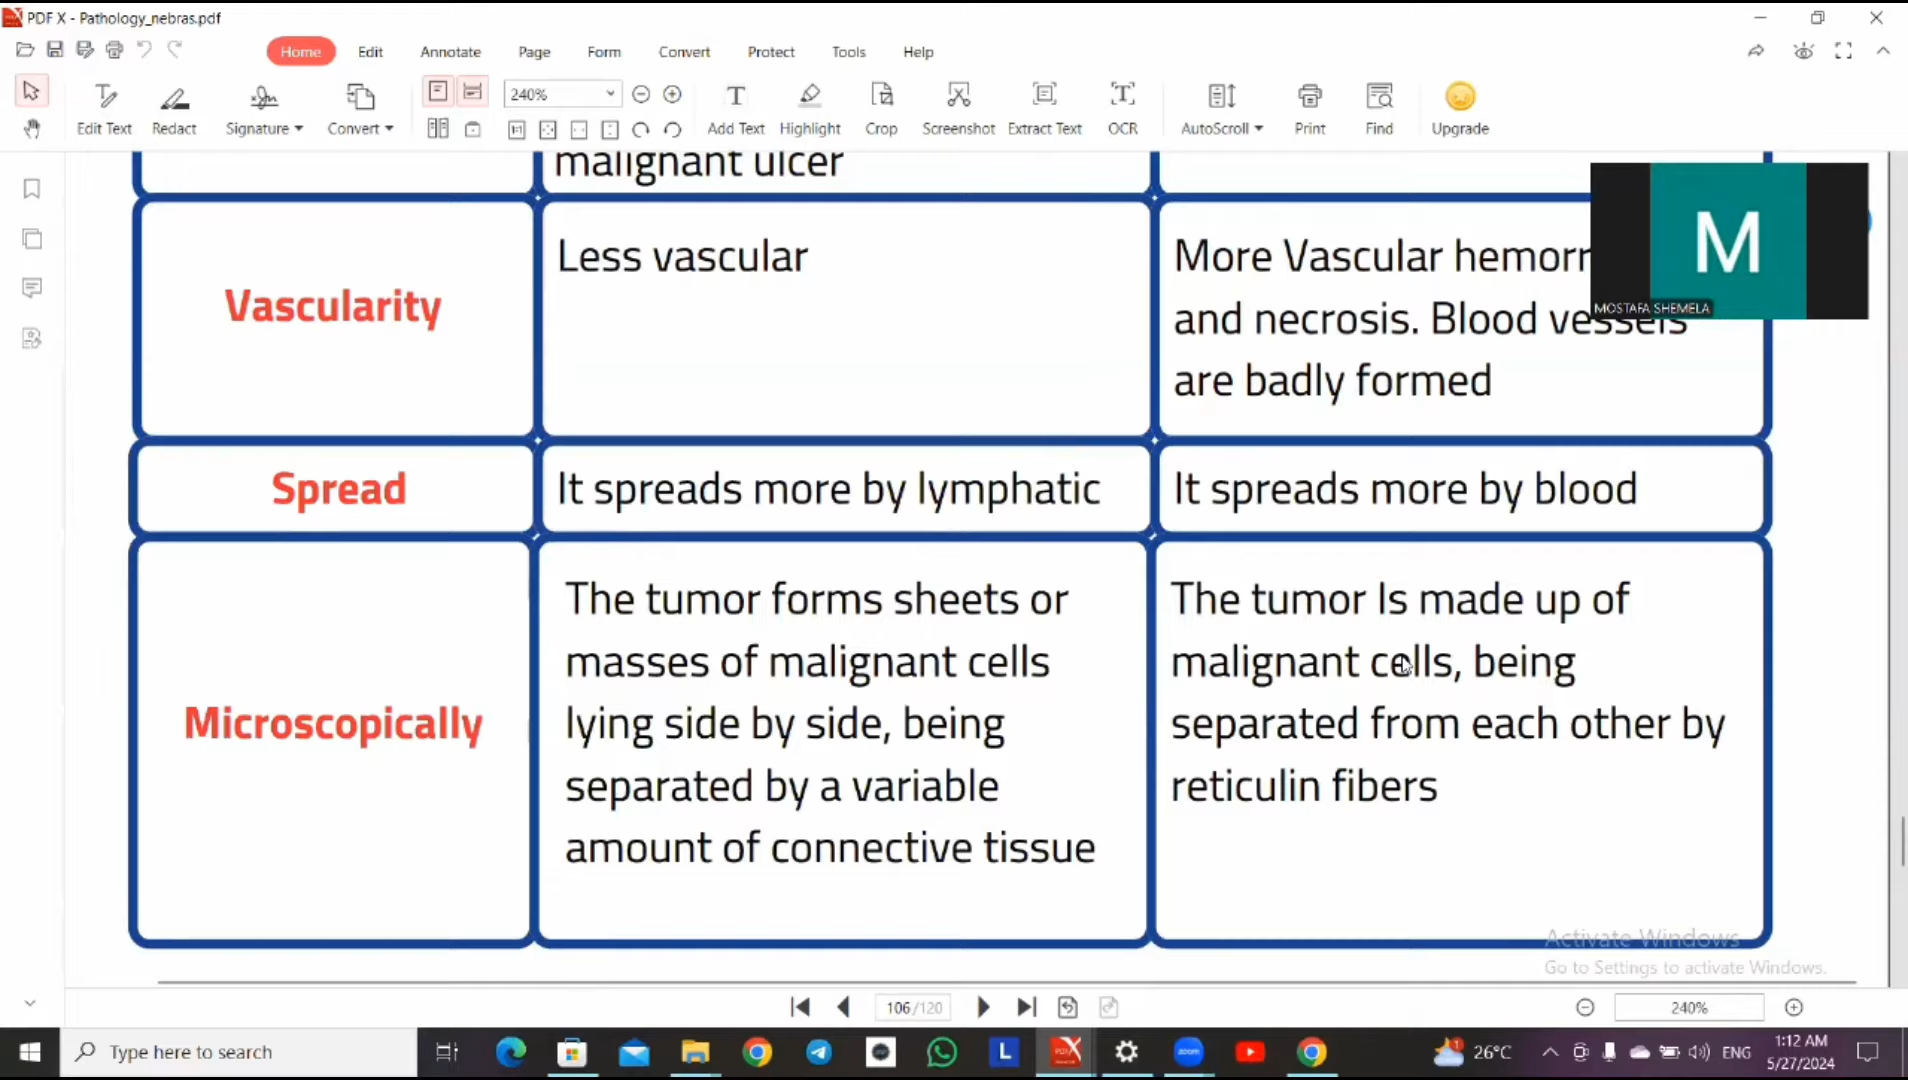 PDF X - Pathology_nebras.pdf
Home Edit Annotate Page Form Convert Protect Tools Help
240%
Edit Text Redact Signature Convert Add Text Highlight Crop Screenshot Extract Text OCR AutoScroll Print Find Upgrade
malignant ulcer
Vascularity
Less vascular
More Vascular
and necrosis. Blood vessels
are badly formed
M
MOSTAFA SHEMELA
Spread
It spreads more by lymphatic
It spreads more by blood
Microscopically
The tumor forms sheets or
masses of malignant cells
lying side by side, being
separated by a variable
amount of connective tissue
The tumor Is made up of
malignant cells, being
separated from each other by
reticulin fibers
Activate Windows
Go to Settings to activate Windows.
106/120
240%
Type here to search
L
zoom
26°C
ENG
1:12 AM
5/27/2024